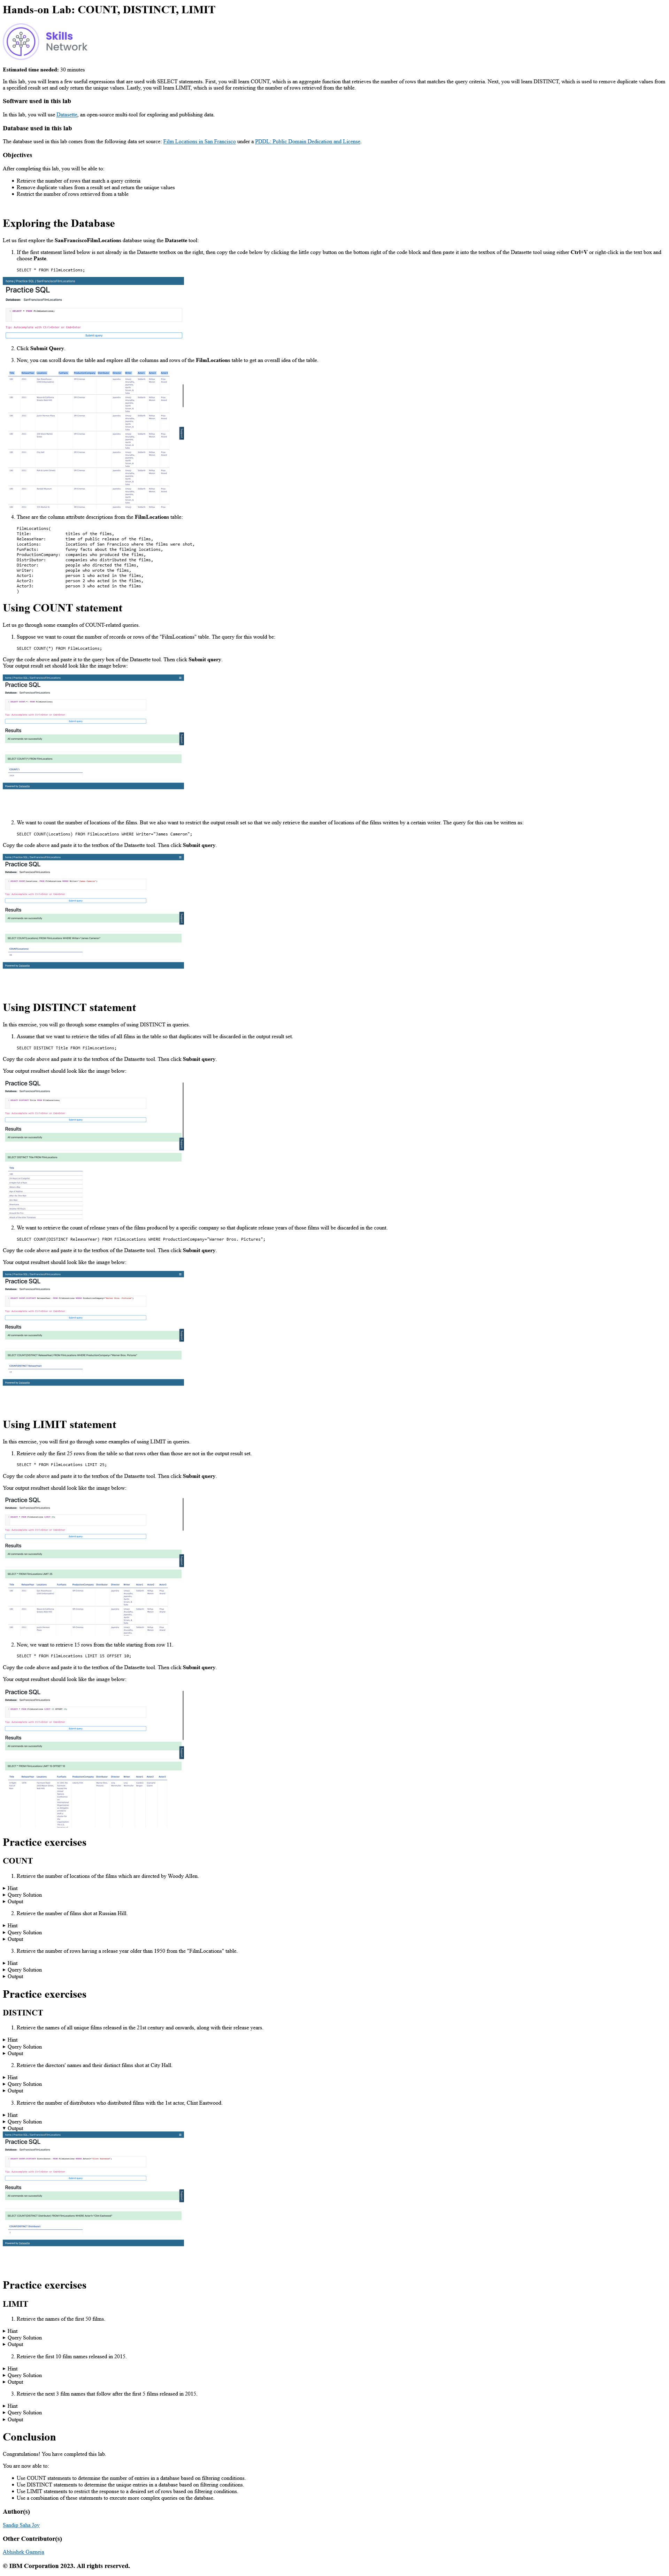 Hands-on Lab: COUNT, DISTINCT, LIMIT
Skills
Network
Estimated time needed: 30 minutes
In this lab, you will learn a few useful expressions that are used with SELECT statements. First, you will learn COUNT, which is an aggregate function that retrieves the number of rows that matches the query criteria. Next, you will learn DISTINCT, which is used to remove duplicate values from
a specified result set and only return the unique values. Lastly, you will learn LIMIT, which is used for restricting the number of rows retrieved from the table.
Software used in this lab
In this lab, you will use Datasette, an open-source multi-tool for exploring and publishing data.
Database used in this lab
The database used in this lab comes from the following data set source: Film Locations in San Francisco under a PDDL: Public Domain Dedication and License.
Objectives
After completing this lab, you will be able to:
• Retrieve the number of rows that match a query criteria
• Remove duplicate values from a result set and return the unique values
• Restrict the number of rows retrieved from a table
Exploring the Database
Let us first explore the SanFranciscoFilmLocations database using the Datasette tool:
1. If the first statement listed below is not already in the Datasette textbox on the right, then copy the code below by clicking the little copy button on the bottom right of the code block and then paste it into the textbox of the Datasette tool using either Ctrl+V or right-click in the text box and
choose Paste.
SELECT * FROM FilmLocations;
Practice SQL
Database: SanFranciscoFilmLocations
Submit query
2. Click Submit Query.
3. Now, you can scroll down the table and explore all the columns and rows of the FilmLocations table to get an overall idea of the table.
4. These are the column attribute descriptions from the FilmLocations table:
FilmLocations(
Title: titles of the films,
ReleaseYear: time of public release of the films,
Locations: locations of San Francisco where the films were shot,
FunFacts: funny facts about the filming locations,
ProductionCompany: companies who produced the films,
Distributor: companies who distributed the films,
Director: people who directed the films,
Writer: people who wrote the films,
Actor1: person 1 who acted in the films,
Actor2: person 2 who acted in the films,
Actor3: person 3 who acted in the films
)
Using COUNT statement
Let us go through some examples of COUNT-related queries.
1. Suppose we want to count the number of records or rows of the "FilmLocations" table. The query for this would be:
SELECT COUNT(*) FROM FilmLocations;
Copy the code above and paste it to the query box of the Datasette tool. Then click Submit query.
Your output result set should look like the image below:
Practice SQL
Results
2. We want to count the number of locations of the films. But we also want to restrict the output result set so that we only retrieve the number of locations of the films written by a certain writer. The query for this can be written as:
SELECT COUNT(Locations) FROM FilmLocations WHERE Writer="James Cameron";
Copy the code above and paste it to the textbox of the Datasette tool. Then click Submit query.
Practice SQL
Results
Using DISTINCT statement
In this exercise, you will go through some examples of using DISTINCT in queries.
1. Assume that we want to retrieve the titles of all films in the table so that duplicates will be discarded in the output result set.
SELECT DISTINCT Title FROM FilmLocations;
Copy the code above and paste it to the textbox of the Datasette tool. Then click Submit query.
Your output resultset should look like the image below:
Practice SQL
Results
2. We want to retrieve the count of release years of the films produced by a specific company so that duplicate release years of those films will be discarded in the count.
SELECT COUNT(DISTINCT ReleaseYear) FROM FilmLocations WHERE ProductionCompany="Warner Bros. Pictures";
Copy the code above and paste it to the textbox of the Datasette tool. Then click Submit query.
Your output resultset should look like the image below:
Practice SQL
Results
Using LIMIT statement
In this exercise, you will first go through some examples of using LIMIT in queries.
1. Retrieve only the first 25 rows from the table so that rows other than those are not in the output result set.
SELECT * FROM FilmLocations LIMIT 25;
Copy the code above and paste it to the textbox of the Datasette tool. Then click Submit query.
Your output resultset should look like the image below:
Practice SQL
Results
2. Now, we want to retrieve 15 rows from the table starting from row 11.
SELECT * FROM FilmLocations LIMIT 15 OFFSET 10;
Copy the code above and paste it to the textbox of the Datasette tool. Then click Submit query.
Your output resultset should look like the image below:
Practice SQL
Results
Practice exercises
COUNT
1. Retrieve the number of locations of the films which are directed by Woody Allen.
Hint
Query Solution
Output
2. Retrieve the number of films shot at Russian Hill.
Hint
Query Solution
Output
3. Retrieve the number of rows having a release year older than 1950 from the "FilmLocations" table.
Hint
Query Solution
Output
Practice exercises
DISTINCT
1. Retrieve the names of all unique films released in the 21st century and onwards, along with their release years.
Hint
Query Solution
Output
2. Retrieve the directors' names and their distinct films shot at City Hall.
Hint
Query Solution
Output
3. Retrieve the number of distributors who distributed films with the 1st actor, Clint Eastwood.
Hint
Query Solution
Output
Practice SQL
Results
Practice exercises
LIMIT
1. Retrieve the names of the first 50 films.
Hint
Query Solution
Output
2. Retrieve the first 10 film names released in 2015.
Hint
Query Solution
Output
3. Retrieve the next 3 film names that follow after the first 5 films released in 2015.
Hint
Query Solution
Output
Conclusion
Congratulations! You have completed this lab.
You are now able to:
• Use COUNT statements to determine the number of entries in a database based on filtering conditions.
• Use DISTINCT statements to determine the unique entries in a database based on filtering conditions.
• Use LIMIT statements to restrict the response to a desired set of rows based on filtering conditions.
• Use a combination of these statements to execute more complex queries on the database.
Author(s)
Sandip Saha Joy
Other Contributor(s)
Abhishek Gagneja
© IBM Corporation 2023. All rights reserved.